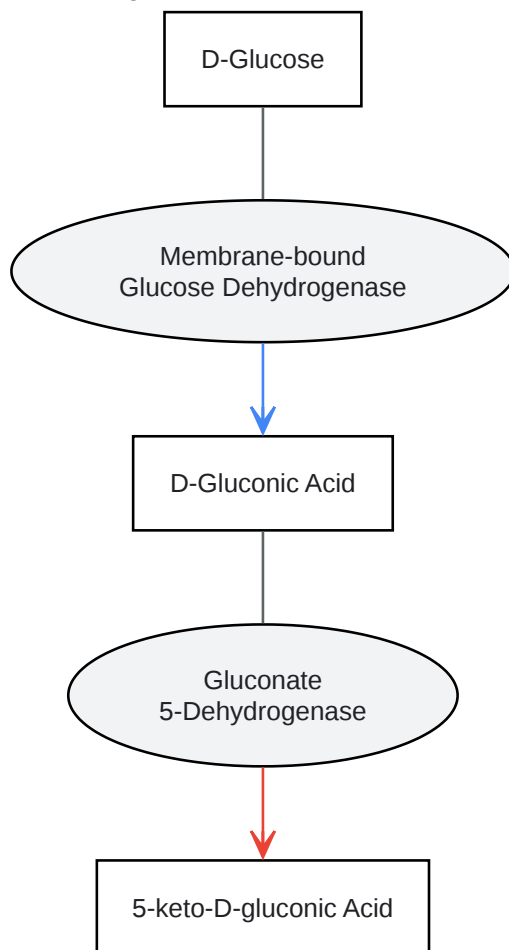 D-Glucose
Membrane-bound
Glucose Dehydrogenase
D-Gluconic Acid
Gluconate
5-Dehydrogenase
5-keto-D-gluconic Acid